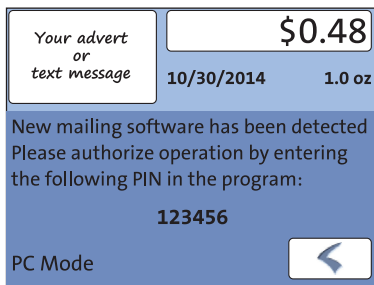 Your advert
or
text message
$0.48
10/30/2014 1.0 oz
New mailing software has been detected
Please authorize operation by entering
the following PIN in the program:
123456
PC Mode